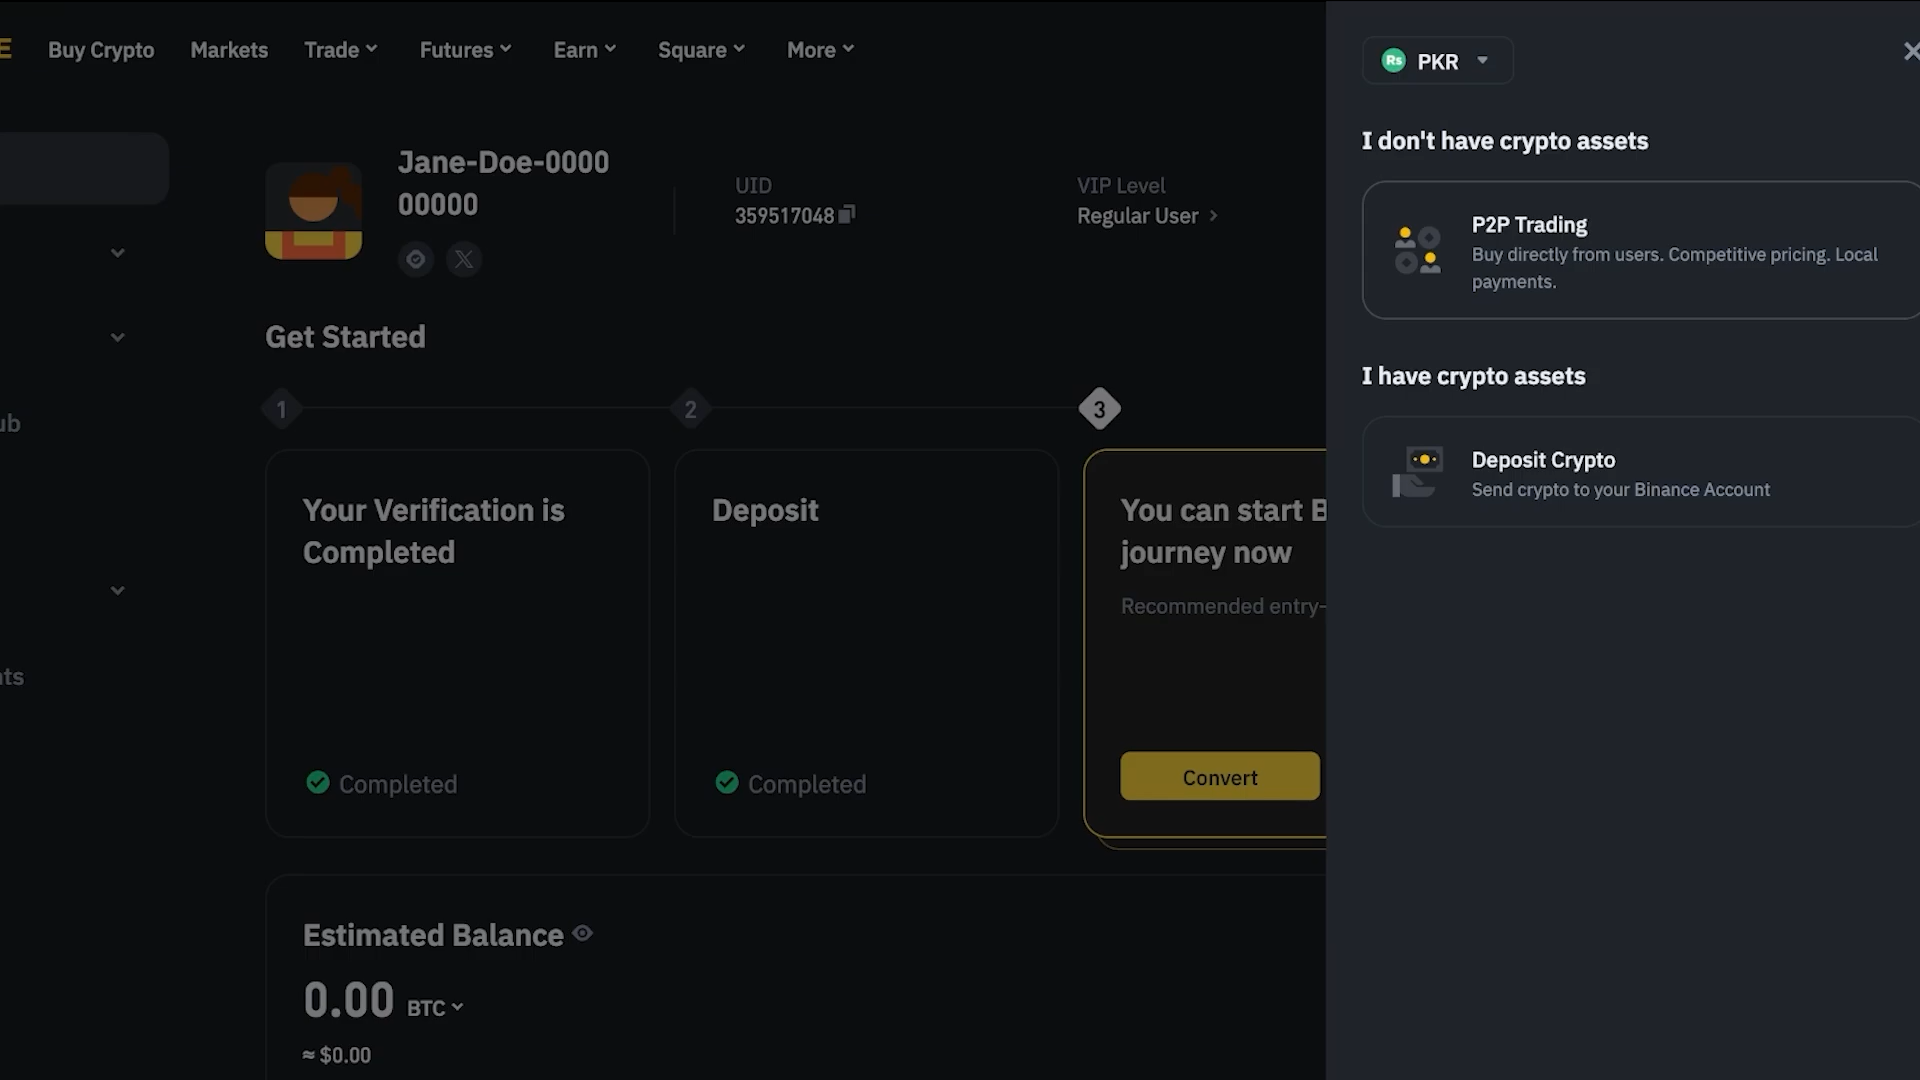 E
Buy Crypto
Markets
Trade
Futures
Earn
Square
More
Rs PKR
I don't have crypto assets
P2P Trading
Buy directly from users. Competitive pricing. Local
payments.
I have crypto assets
Deposit Crypto
Send crypto to your Binance Account
Jane-Doe-0000
00000
X
UID
359517048
VIP Level
Regular User
Get Started
1
2
3
ub
nts
Your Verification is
Completed
Completed
Deposit
Completed
You can start B
journey now
Recommended entry-
Convert
Estimated Balance
0.00 BTC
≈ $0.00